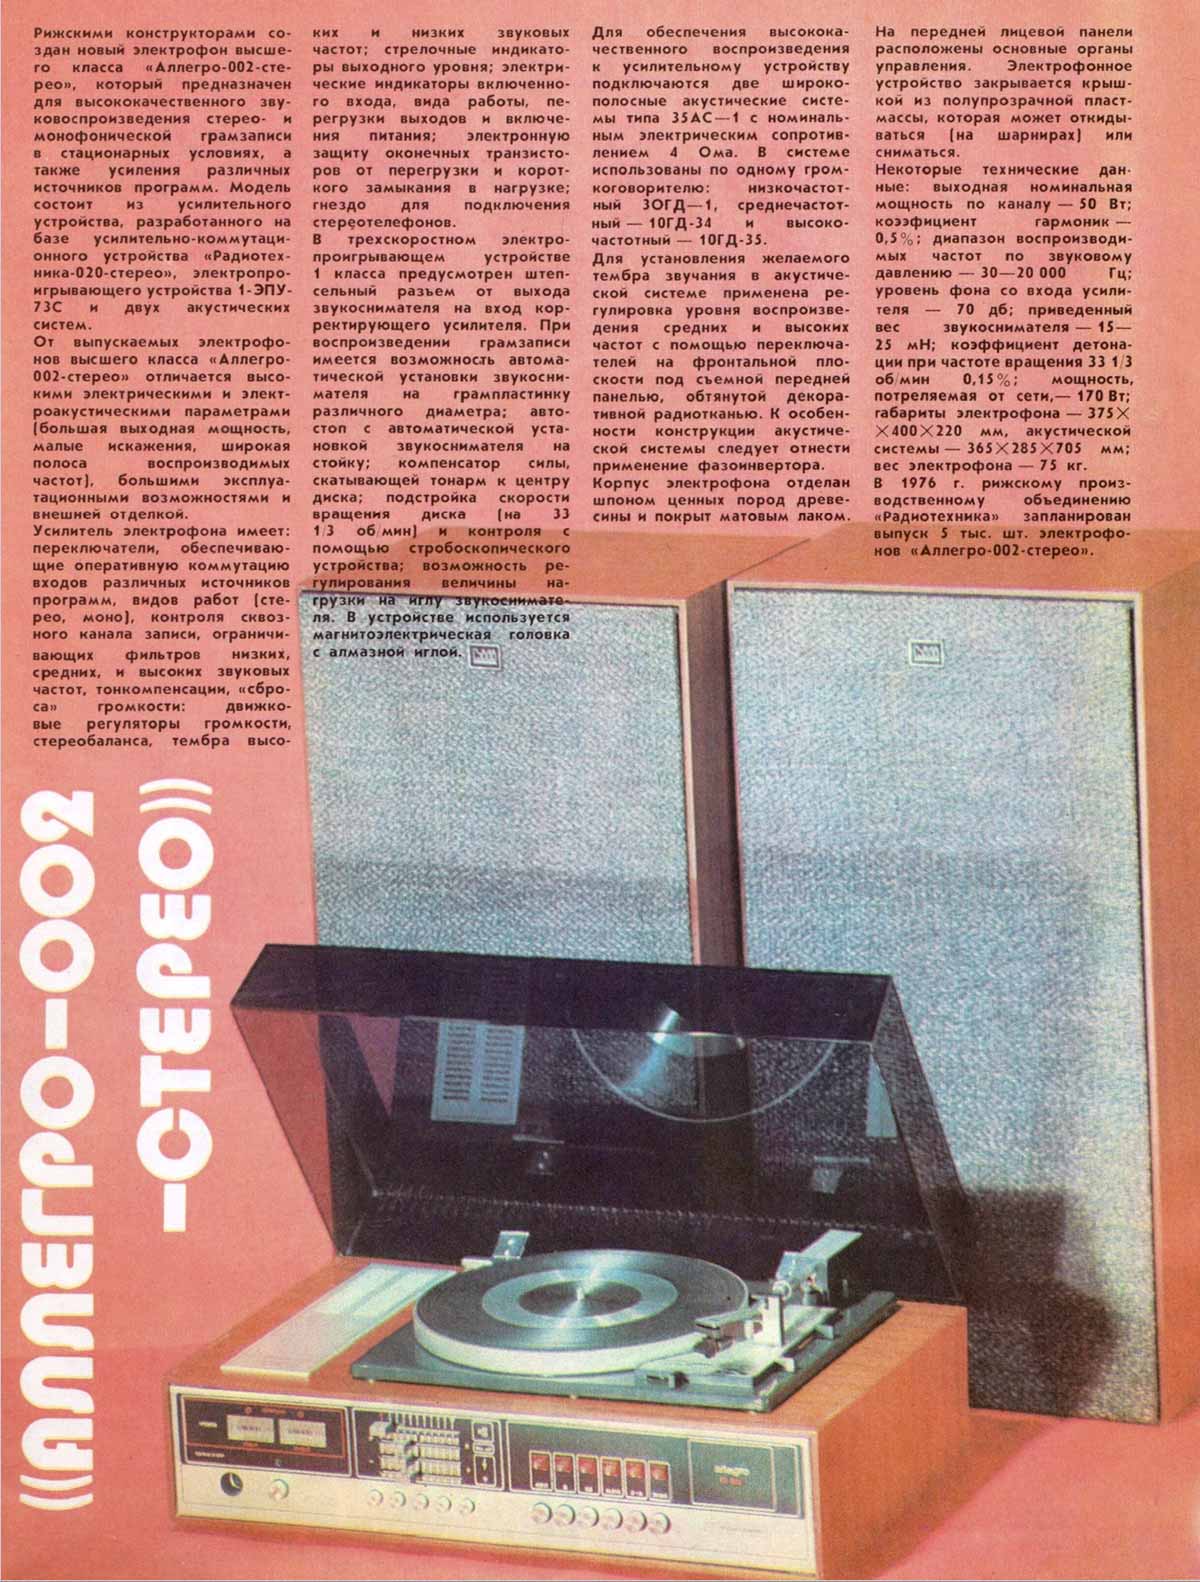 Рижскими конструкторами со-
здан новый электрофон высше-
го класса «Аллегро-002-сте-
рео», который предназначен
для высококачественного зву-
ковоспроизведения стерео- и
монофонической грамзаписи
в стационарных условиях, а
также усиления различных
источников программ. Модель
состоит из усилительного
устройства, разработанного на
базе усилительно-коммутаци-
онного устройства «Радиотех-
ника-020-стерео», электропро-
игрывающего устройства 1-ЭПУ-
73С и двух акустических
систем.
От выпускаемых электрофо-
нов высшего класса «Аллегро-
002-стерео» отличается высо-
кими электрическими и элект-
роакустическими параметрами
(большая выходная мощность,
малые искажения, широкая
полоса воспроизводимых
частот), большими эксплуа-
тационными возможностями и
внешней отделкой.
Усилитель электрофона имеет:
переключатели, обеспечиваю-
щие оперативную коммутацию
входов различных источников
программ, видов работ (сте-
рео, моно), контроля сквоз-
ного канала записи, ограничи-
вающих фильтров низких,
средних, и высоких звуковых
частот, тонкомпенсации, «сбро-
са» громкости: движко-
вые регуляторы громкости,
стереобаланса, тембра высо-
ких и низких звуковых
частот; стрелочные индикато-
ры выходного уровня; электри-
ческие индикаторы включенно-
го входа, вида работы, пе-
регрузки выходов и включе-
ния питания; электронную
защиту оконечных транзисто-
ров от перегрузки и корот-
кого замыкания в нагрузке;
гнездо для подключения
стереотелефонов.
В трехскоростном электро-
проигрывающем устройстве
1 класса предусмотрен штеп-
сельный разъем от выхода
звукоснимателя на вход кор-
ректирующего усилителя. При
воспроизведении грамзаписи
имеется возможность автома-
тической установки звукосни-
мателя на грампластинку
различного диаметра; авто-
стоп с автоматической уста-
новкой звукоснимателя на
стойку; компенсатор силы,
скатывающей тонарм к центру
диска; подстройка скорости
вращения диска (на 33
1/3 об/мин) и контроля с
помощью стробоскопического
устройства; возможность ре-
гулирования величины на-
грузки на иглу звукоснимате-
ля. В устройстве используется
магнитоэлектрическая головка
с алмазной иглой.
Для обеспечения высокока-
чественного воспроизведения
к усилительному устройству
подключаются две широко-
полосные акустические систе-
мы типа 35АС—1 с номиналь-
ным электрическим сопротив-
лением 4 Ома. В системе
использованы по одному гром-
коговорителю: низкочастот-
ный 3ОГД—1, среднечастот-
ный — 10ГД-34 и высоко-
частотный — 10ГД-35.
Для установления желаемого
тембра звучания в акустиче-
ской системе применена ре-
гулировка уровня воспроизве-
дения средних и высоких
частот с помощью переключа-
телей на фронтальной пло-
скости под съемной передней
панелью, обтянутой декора-
тивной радиотканью. К особен-
ности конструкции акустиче-
ской системы следует отнести
применение фазоинвертора.
Корпус электрофона отделан
шпоном ценных пород древе-
сины и покрыт матовым лаком.
На передней лицевой панели
расположены основные органы
управления. Электрофонное
устройство закрывается крыш-
кой из полупрозрачной пласт-
массы, которая может откиды-
ваться (на шарнирах) или
сниматься.
Некоторые технические дан-
ные: выходная номинальная
мощность по каналу — 50 Вт;
коэффициент гармоник —
0,5%; диапазон воспроизводи-
мых частот по звуковому
давлению — 30—20 000 Гц;
уровень фона со входа усили-
теля — 70 дб; приведенный
вес звукоснимателя — 15—
25 мН; коэффициент детона-
ции при частоте вращения 33 1/3
об/мин 0,15%; мощность,
потреляемая от сети,— 170 Вт;
габариты электрофона — 375×
×400×220 мм, акустической
системы — 365×285×705 мм;
вес электрофона — 75 кг.
В 1976 г. рижскому произ-
водственному объединению
«Радиотехника» запланирован
выпуск 5 тыс. шт. электрофо-
нов «Аллегро-002-стерео».
((АЛЛЕГРО-002
-СТЕРЕО))
allegro